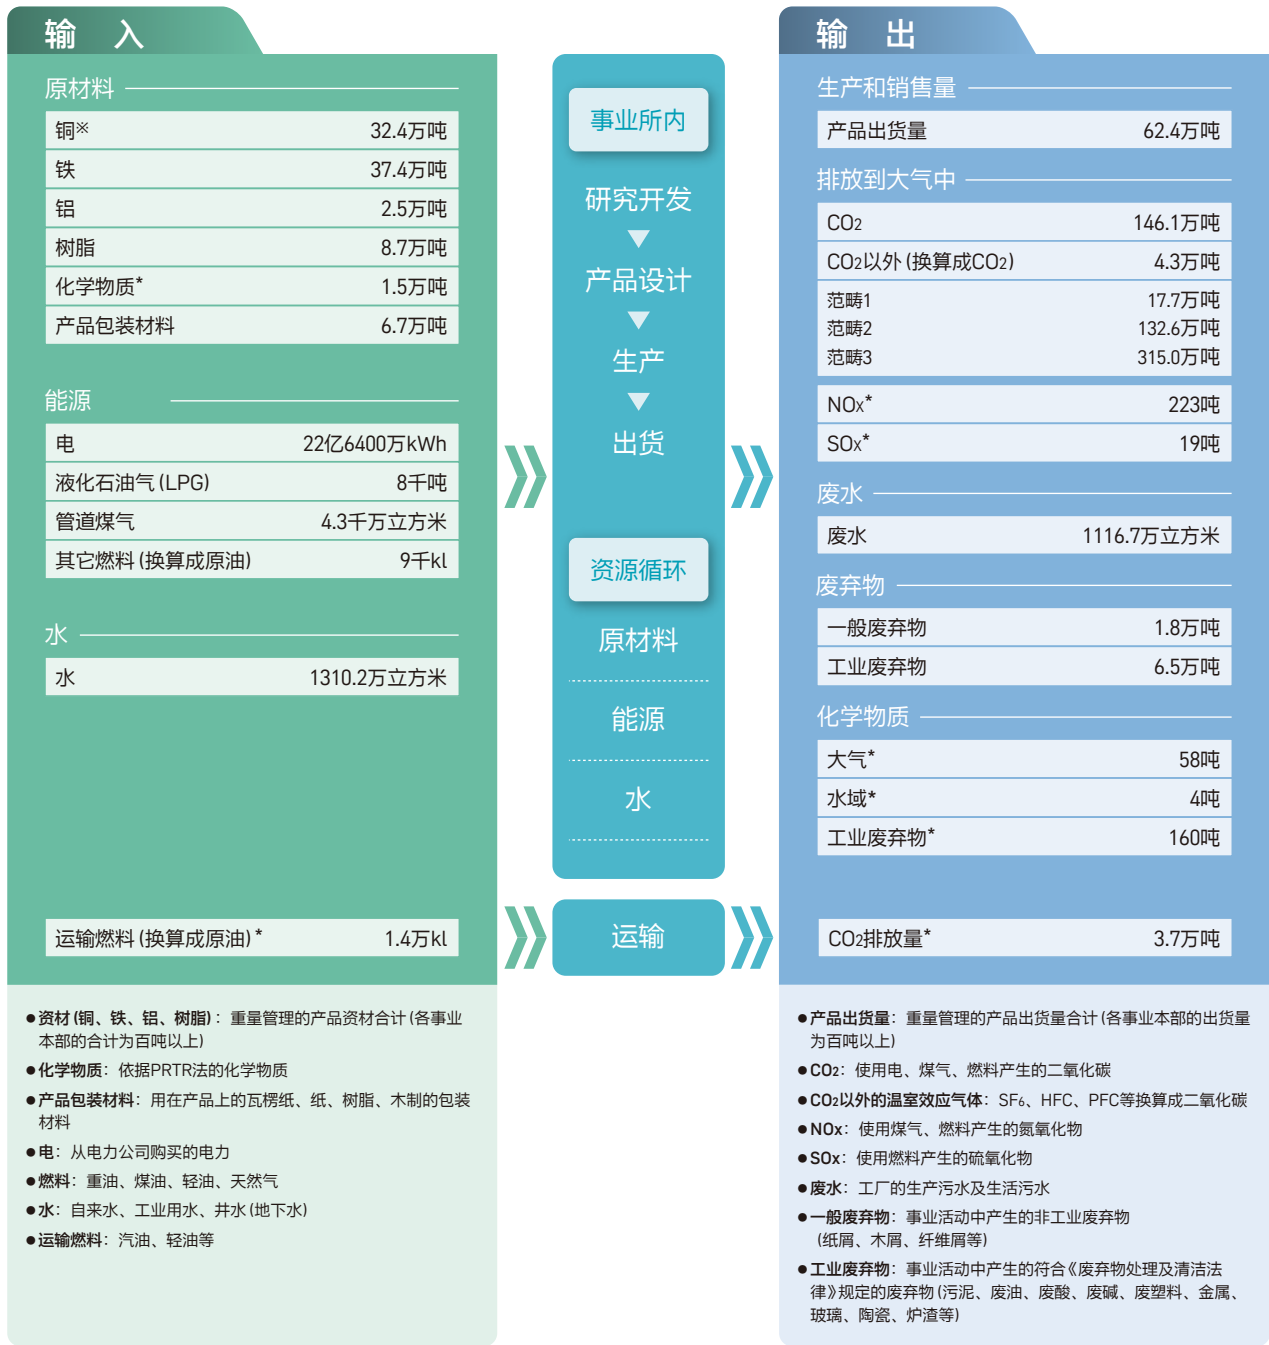 输 入
原材料
铜※ 32.4万吨
铁 37.4万吨
铝 2.5万吨
树脂 8.7万吨
化学物质* 1.5万吨
产品包装材料 6.7万吨
能源
电 22亿6400万kWh
液化石油气 (LPG) 8千吨
管道煤气 4.3千万立方米
其它燃料 (换算成原油) 9千kl
水
水 1310.2万立方米
运输燃料 (换算成原油) * 1.4万kl
●资材 (铜、铁、铝、树脂)：重量管理的产品资材合计 (各事业
本部的合计为百吨以上)
●化学物质：依据PRTR法的化学物质
●产品包装材料：用在产品上的瓦楞纸、纸、树脂、木制的包装
材料
●电：从电力公司购买的电力
●燃料：重油、煤油、轻油、天然气
●水：自来水、工业用水、井水 (地下水)
●运输燃料：汽油、轻油等
事业所内
研究开发
▼
产品设计
▼
生产
▼
出货
资源循环
原材料
能源
水
运输
输 出
生产和销售量
产品出货量 62.4万吨
排放到大气中
CO2 146.1万吨
CO2以外 (换算成CO2) 4.3万吨
范畴1 17.7万吨
范畴2 132.6万吨
范畴3 315.0万吨
NOx* 223吨
SOx* 19吨
废水
废水 1116.7万立方米
废弃物
一般废弃物 1.8万吨
工业废弃物 6.5万吨
化学物质
大气* 58吨
水域* 4吨
工业废弃物* 160吨
CO2排放量* 3.7万吨
●产品出货量：重量管理的产品出货量合计 (各事业本部的出货量
为百吨以上)
●CO2：使用电、煤气、燃料产生的二氧化碳
●CO2以外的温室效应气体：SF6、HFC、PFC等换算成二氧化碳
●NOx：使用煤气、燃料产生的氮氧化物
●SOx：使用燃料产生的硫氧化物
●废水：工厂的生产污水及生活污水
●一般废弃物：事业活动中产生的非工业废弃物
(纸屑、木屑、纤维屑等)
●工业废弃物：事业活动中产生的符合《废弃物处理及清洁法
律》规定的废弃物 (污泥、废油、废酸、废碱、废塑料、金属、
玻璃、陶瓷、炉渣等)